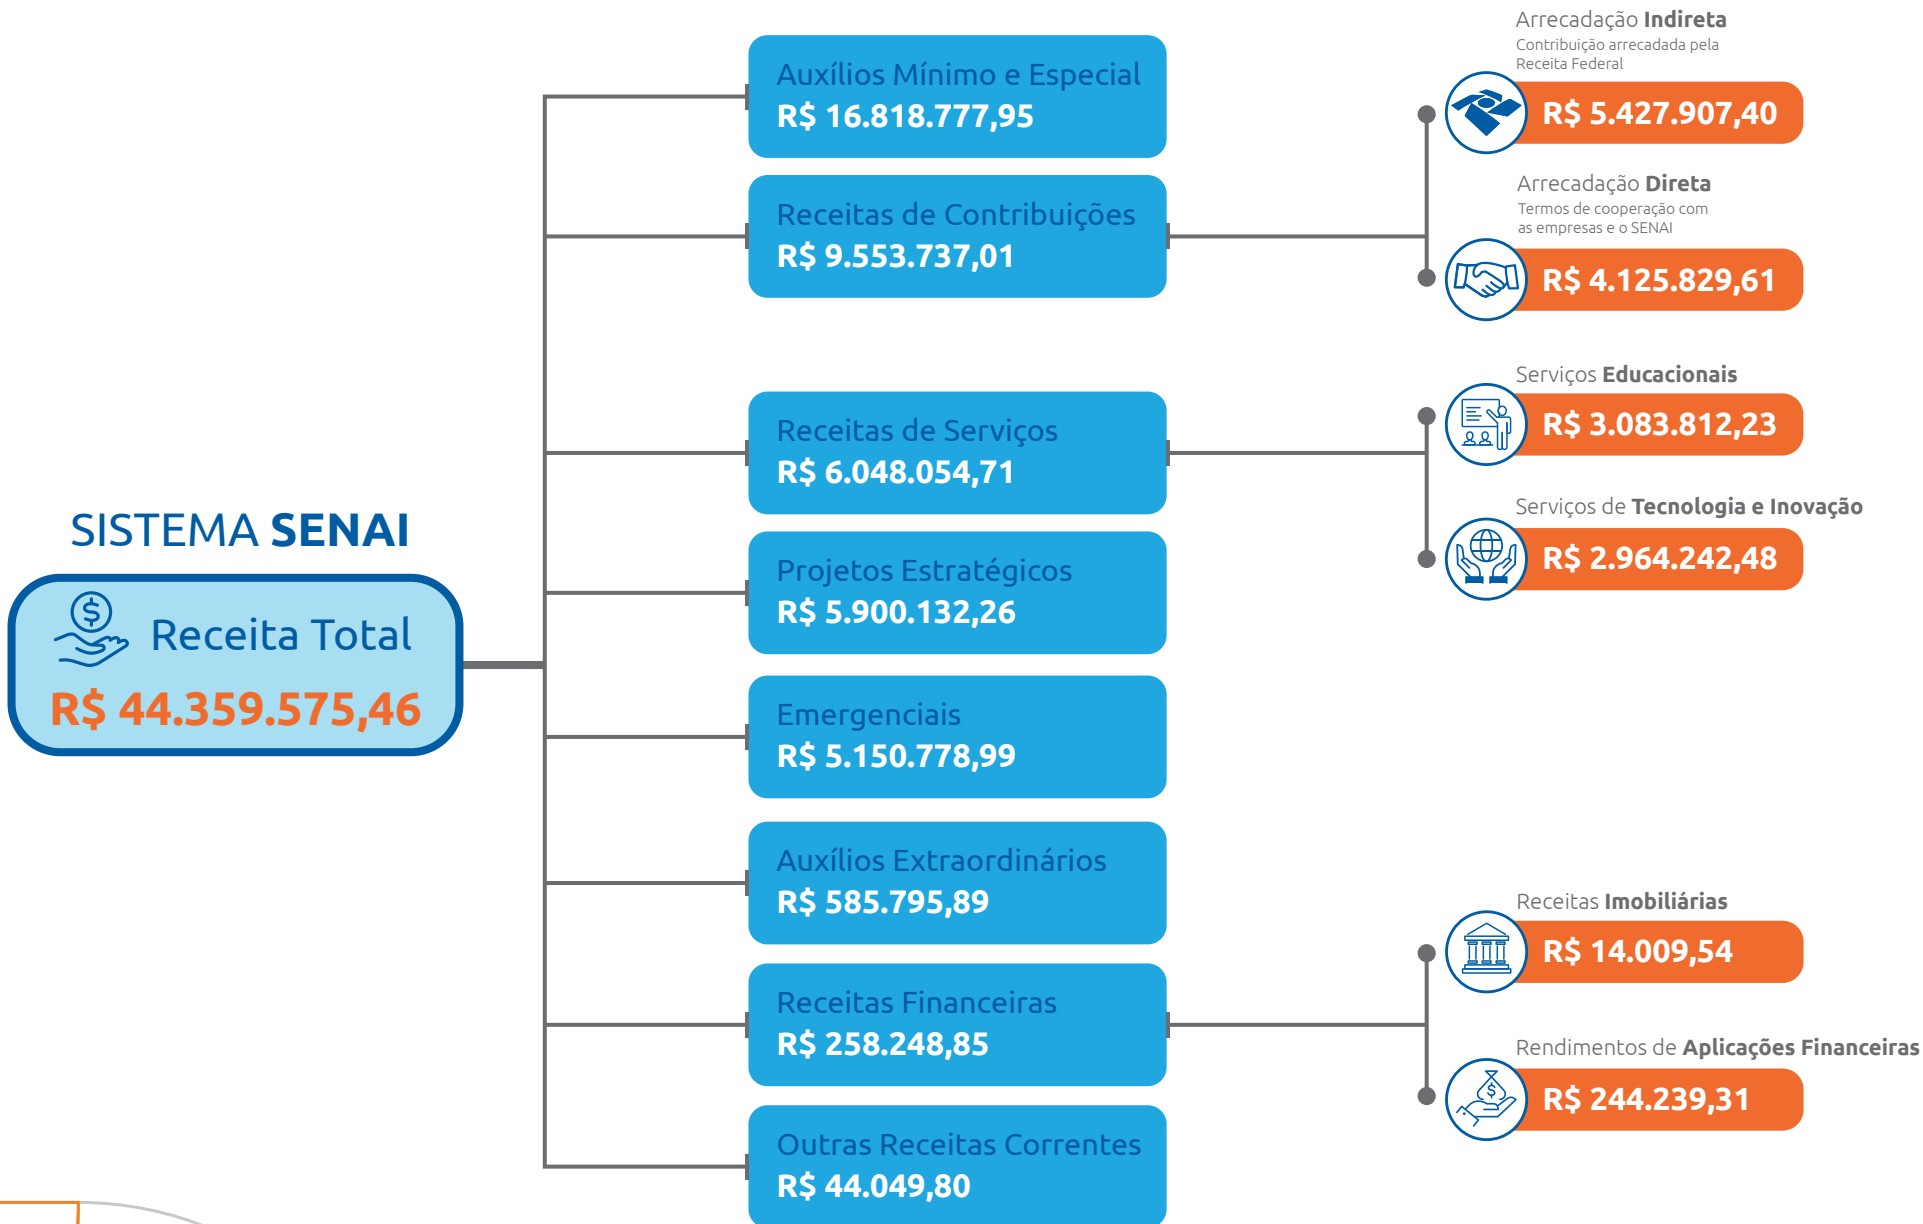 SISTEMA SENAI
Receita Total
R$ 44.359.575,46
Auxílios Mínimo e Especial
R$ 16.818.777,95
Receitas de Contribuições
R$ 9.553.737,01
Arrecadação Indireta
Contribuição arrecadada pela
Receita Federal
R$ 5.427.907,40
Arrecadação Direta
Termos de cooperação com
as empresas e o SENAI
R$ 4.125.829,61
Receitas de Serviços
R$ 6.048.054,71
Serviços Educacionais
R$ 3.083.812,23
Serviços de Tecnologia e Inovação
R$ 2.964.242,48
Projetos Estratégicos
R$ 5.900.132,26
Emergenciais
R$ 5.150.778,99
Auxílios Extraordinários
R$ 585.795,89
Receitas Financeiras
R$ 258.248,85
Receitas Imobiliárias
R$ 14.009,54
Rendimentos de Aplicações Financeiras
R$ 244.239,31
Outras Receitas Correntes
R$ 44.049,80